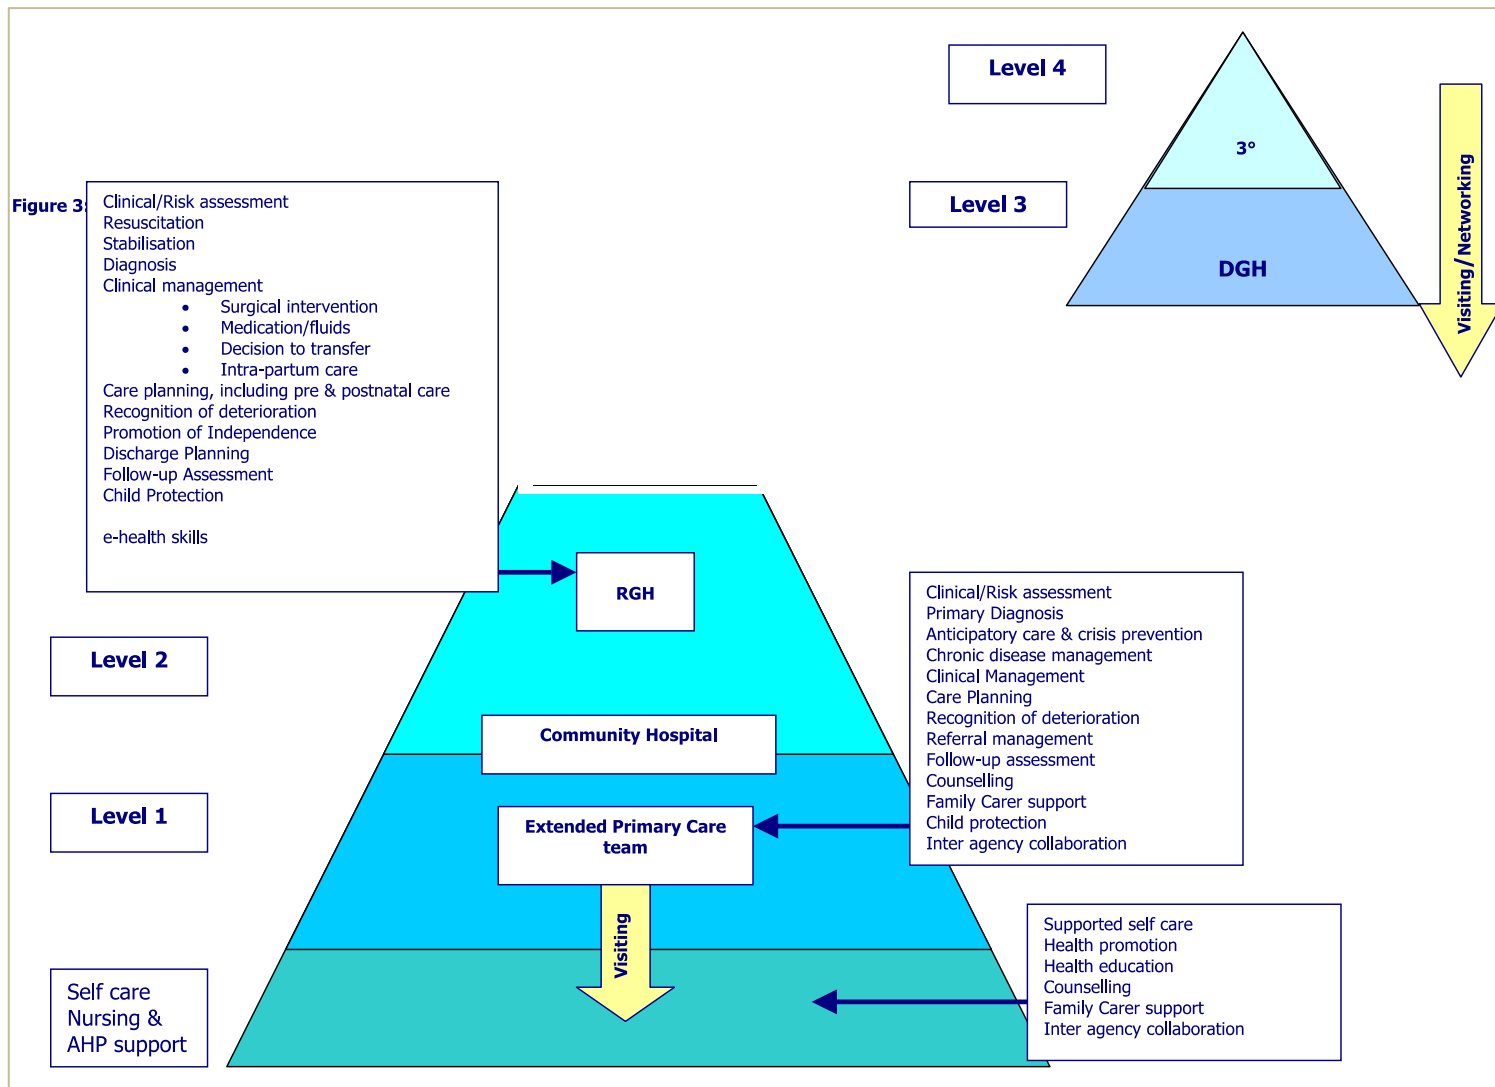 Level 4
3°
Level 3
DGH
Visiting/Networking
Figure 3:
Clinical/Risk assessment
Resuscitation
Stabilisation
Diagnosis
Clinical management
• Surgical intervention
• Medication/fluids
• Decision to transfer
• Intra-partum care
Care planning, including pre & postnatal care
Recognition of deterioration
Promotion of Independence
Discharge Planning
Follow-up Assessment
Child Protection
e-health skills
RGH
Level 2
Community Hospital
Clinical/Risk assessment
Primary Diagnosis
Anticipatory care & crisis prevention
Chronic disease management
Clinical Management
Care Planning
Recognition of deterioration
Referral management
Follow-up assessment
Counselling
Family Carer support
Child protection
Inter agency collaboration
Level 1
Extended Primary Care
team
Visiting
Supported self care
Health promotion
Health education
Counselling
Family Carer support
Inter agency collaboration
Self care
Nursing &
AHP support